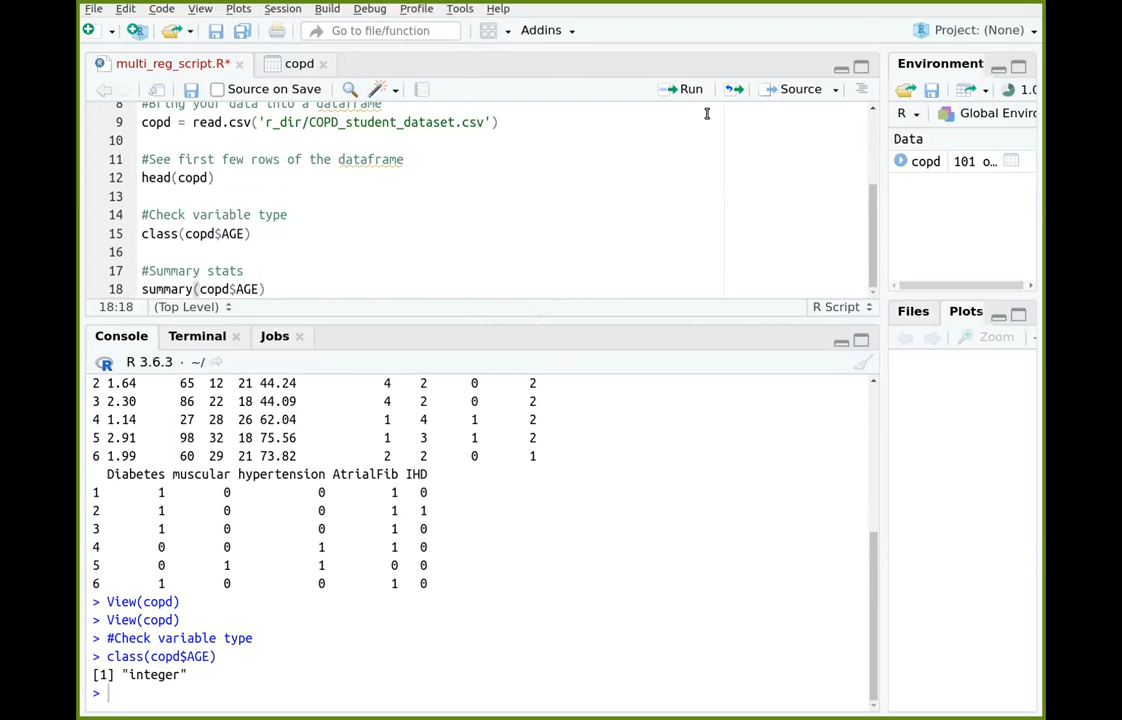 File Edit Code View Plots Session Build Debug Profile Tools Help
Go to file/function Addins Project: (None)
multi_reg_script.R* copd
Source on Save Run Source
8 #Bring your data into a dataframe
9 copd = read.csv('r_dir/COPD_student_dataset.csv')
10
11 #See first few rows of the dataframe
12 head(copd)
13
14 #Check variable type
15 class(copd$AGE)
16
17 #Summary stats
18 summary(copd$AGE)
18:18 (Top Level) R Script
Console Terminal Jobs
R 3.6.3 · ~/
2 1.64 65 12 21 44.24 4 2 0 2
3 2.30 86 22 18 44.09 4 2 0 2
4 1.14 27 28 26 62.04 1 4 1 2
5 2.91 98 32 18 75.56 1 3 1 2
6 1.99 60 29 21 73.82 2 2 0 1
Diabetes muscular hypertension AtrialFib IHD
1 1 0 0 1 0
2 1 0 0 1 1
3 1 0 0 1 0
4 0 0 1 1 0
5 0 1 1 0 0
6 1 0 0 1 0
> View(copd)
> View(copd)
> #Check variable type
> class(copd$AGE)
[1] "integer"
>
Environment
1.0
R Global Enviro
Data
copd 101 o…
Files Plots
Zoom